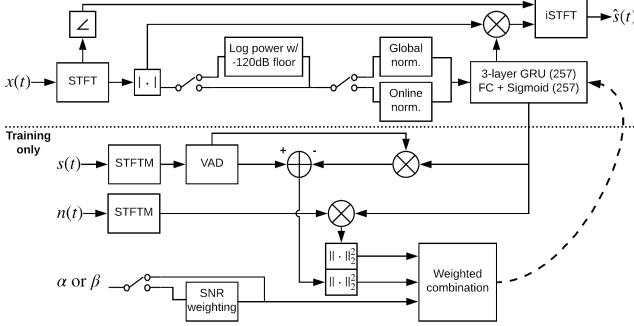 ∠
iSTFT
ŝ(t)
x(t)
STFT
| · |
Log power w/
-120dB floor
Global
norm.
Online
norm.
3-layer GRU (257)
FC + Sigmoid (257)
Training
only
s(t)
STFTM
VAD
+
-
n(t)
STFTM
|| · ||₂²
|| · ||₂²
α or β
SNR
weighting
Weighted
combination